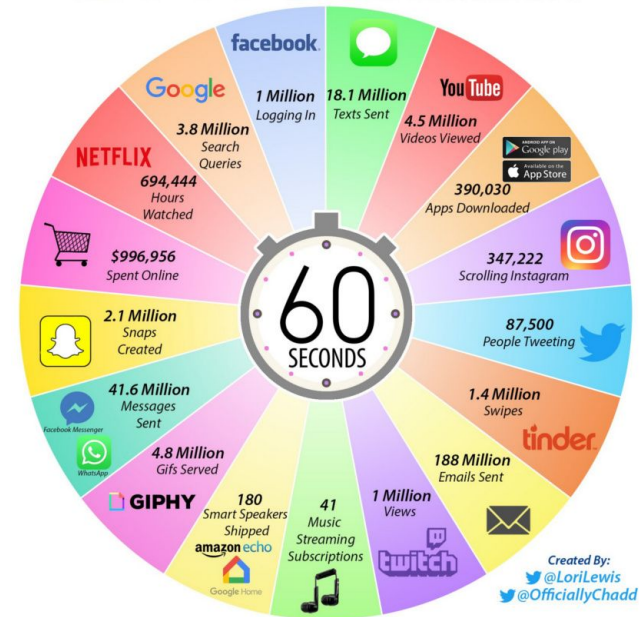 facebook
1 Million
Logging In
18.1 Million
Texts Sent
You Tube
4.5 Million
Videos Viewed
ANDROID APP ON
Google play
Available on the
App Store
390,030
Apps Downloaded
347,222
Scrolling Instagram
87,500
People Tweeting
1.4 Million
Swipes
tinder
188 Million
Emails Sent
1 Million
Views
twitch
41
Music
Streaming
Subscriptions
180
Smart Speakers
Shipped
amazon echo
Google Home
4.8 Million
Gifs Served
GIPHY
41.6 Million
Messages
Sent
Facebook Messenger
WhatsApp
2.1 Million
Snaps
Created
$996,956
Spent Online
NETFLIX
694,444
Hours
Watched
Google
3.8 Million
Search
Queries
60
SECONDS
Created By:
@LoriLewis
@OfficiallyChadd